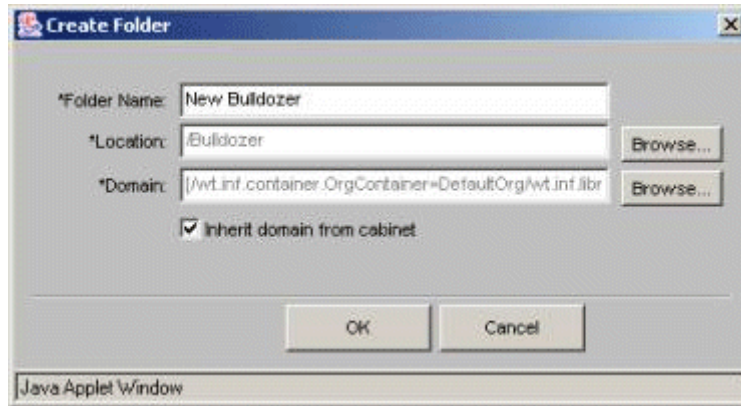 Create Folder
*Folder Name: New Bulldozer
*Location: /Bulldozer Browse...
*Domain: [/wt.inf.container.OrgContainer=DefaultOrg/wt.inf.libr Browse...
Inherit domain from cabinet
OK Cancel
Java Applet Window